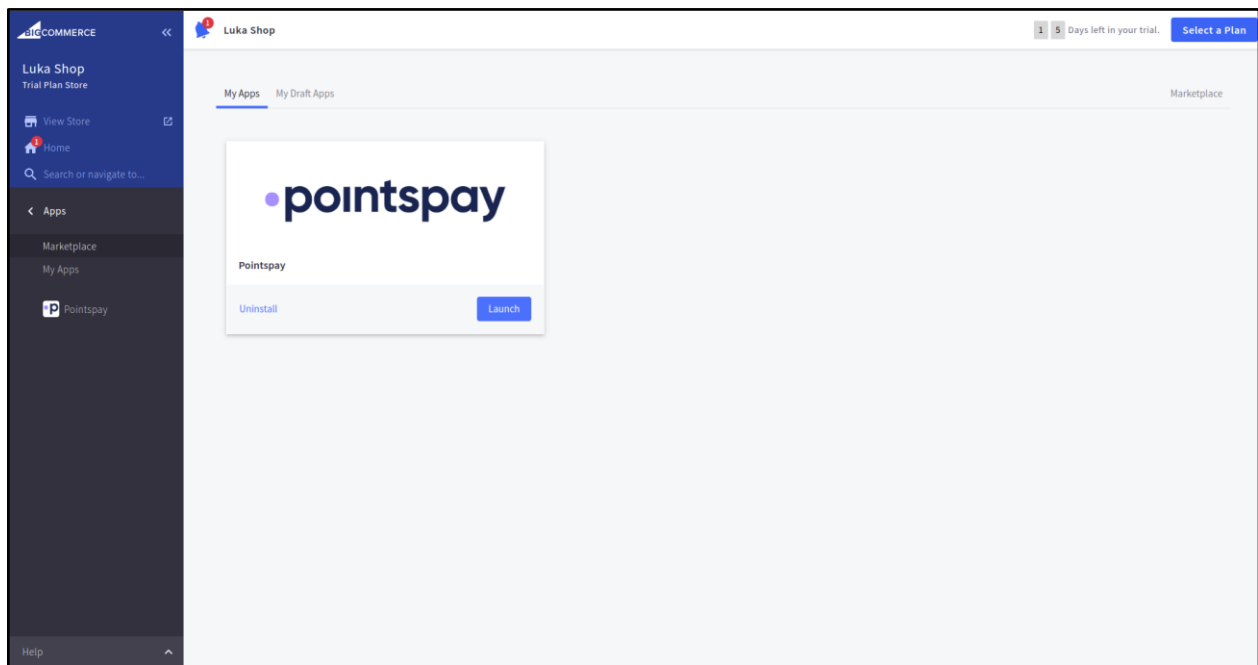 BIGCOMMERCE
1
Luka Shop
1 5 Days left in your trial.
Select a Plan
Luka Shop
Trial Plan Store
View Store
1
Home
Search or navigate to...
Apps
Marketplace
My Apps
Pointspay
Help
My Apps
My Draft Apps
Marketplace
pointspay
Pointspay
Uninstall
Launch